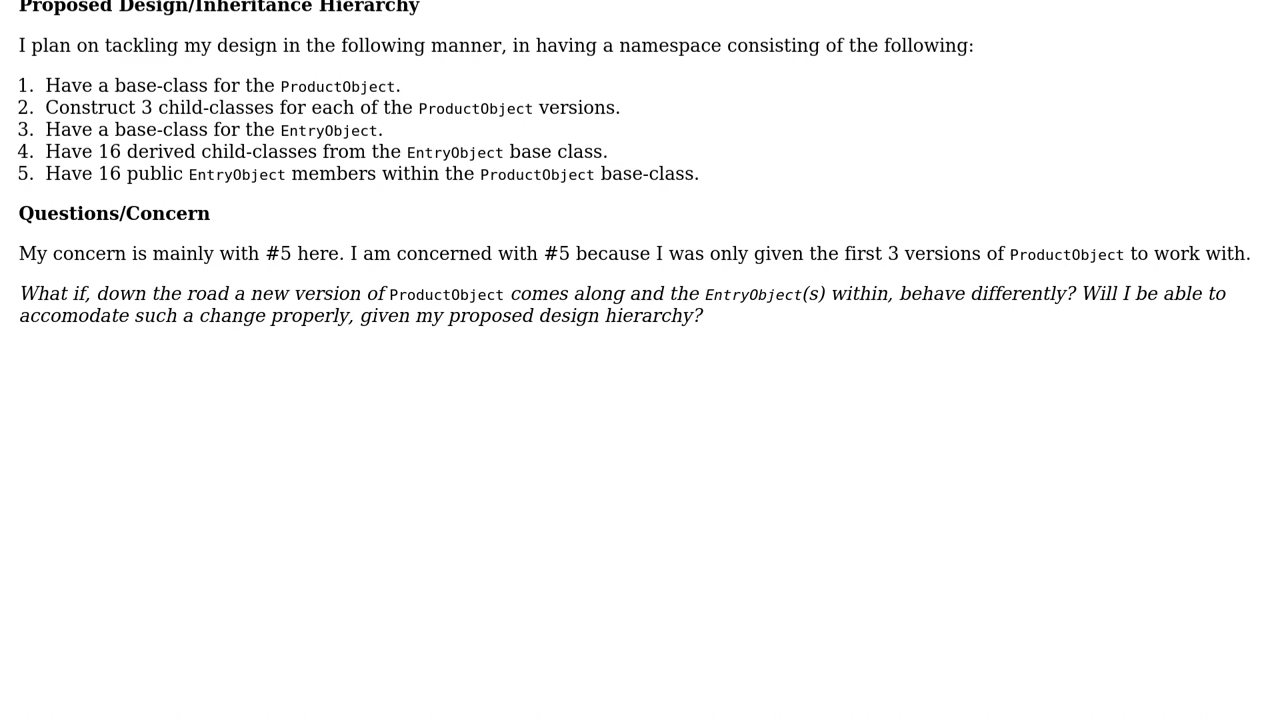 Proposed Design/Inheritance Hierarchy
I plan on tackling my design in the following manner, in having a namespace consisting of the following:
1. Have a base-class for the ProductObject.
2. Construct 3 child-classes for each of the ProductObject versions.
3. Have a base-class for the EntryObject.
4. Have 16 derived child-classes from the EntryObject base class.
5. Have 16 public EntryObject members within the ProductObject base-class.
Questions/Concern
My concern is mainly with #5 here. I am concerned with #5 because I was only given the first 3 versions of ProductObject to work with.
What if, down the road a new version of ProductObject comes along and the EntryObject(s) within, behave differently? Will I be able to
accomodate such a change properly, given my proposed design hierarchy?